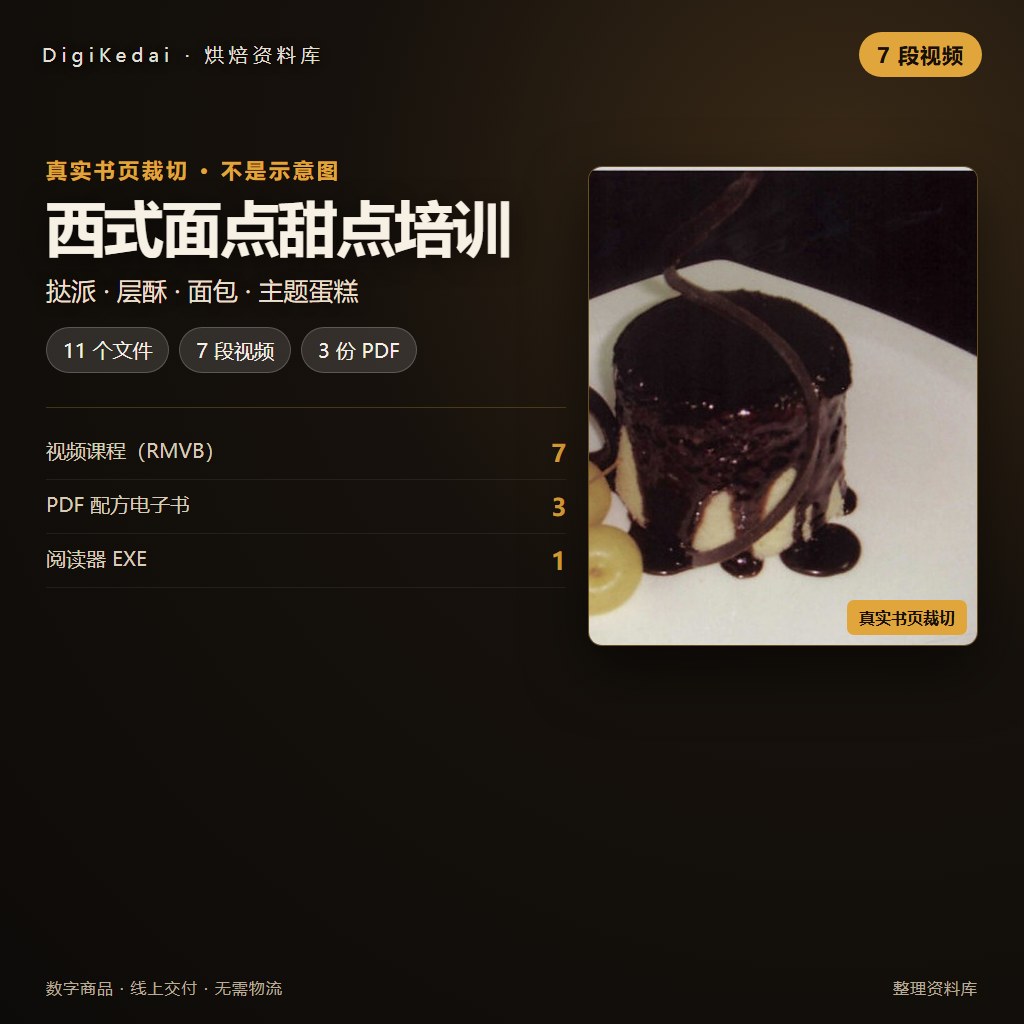 DigiKedai · 烘焙资料库
7 段视频
真实书页裁切 · 不是示意图
西式面点甜点培训
挞派 · 层酥 · 面包 · 主题蛋糕
11 个文件
7 段视频
3 份 PDF
视频课程（RMVB） 7
PDF 配方电子书 3
阅读器 EXE 1
真实书页裁切
数字商品 · 线上交付 · 无需物流
整理资料库